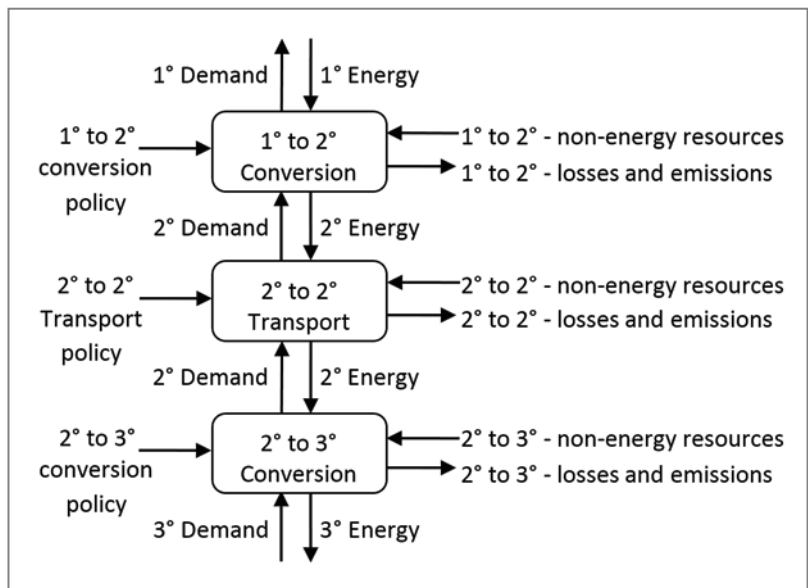 1° Demand
1° Energy
1° to 2°
conversion
policy
1° to 2°
Conversion
1° to 2° - non-energy resources
1° to 2° - losses and emissions
2° Demand
2° Energy
2° to 2°
Transport
policy
2° to 2°
Transport
2° to 2° - non-energy resources
2° to 2° - losses and emissions
2° Demand
2° Energy
2° to 3°
conversion
policy
2° to 3°
Conversion
2° to 3° - non-energy resources
2° to 3° - losses and emissions
3° Demand
3° Energy